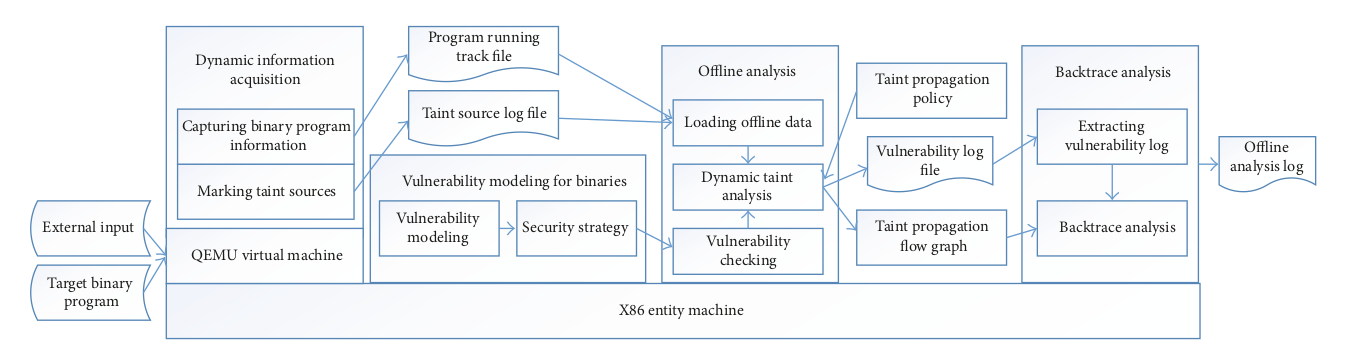 External input
Target binary
program
Dynamic information
acquisition
Capturing binary program
information
Marking taint sources
QEMU virtual machine
Program running
track file
Taint source log file
Vulnerability modeling for binaries
Vulnerability
modeling
Security strategy
Offline analysis
Loading offline data
Dynamic taint
analysis
Vulnerability
checking
Taint propagation
policy
Vulnerability log
file
Taint propagation
flow graph
Backtrace analysis
Extracting
vulnerability log
Backtrace analysis
Offline
analysis log
X86 entity machine